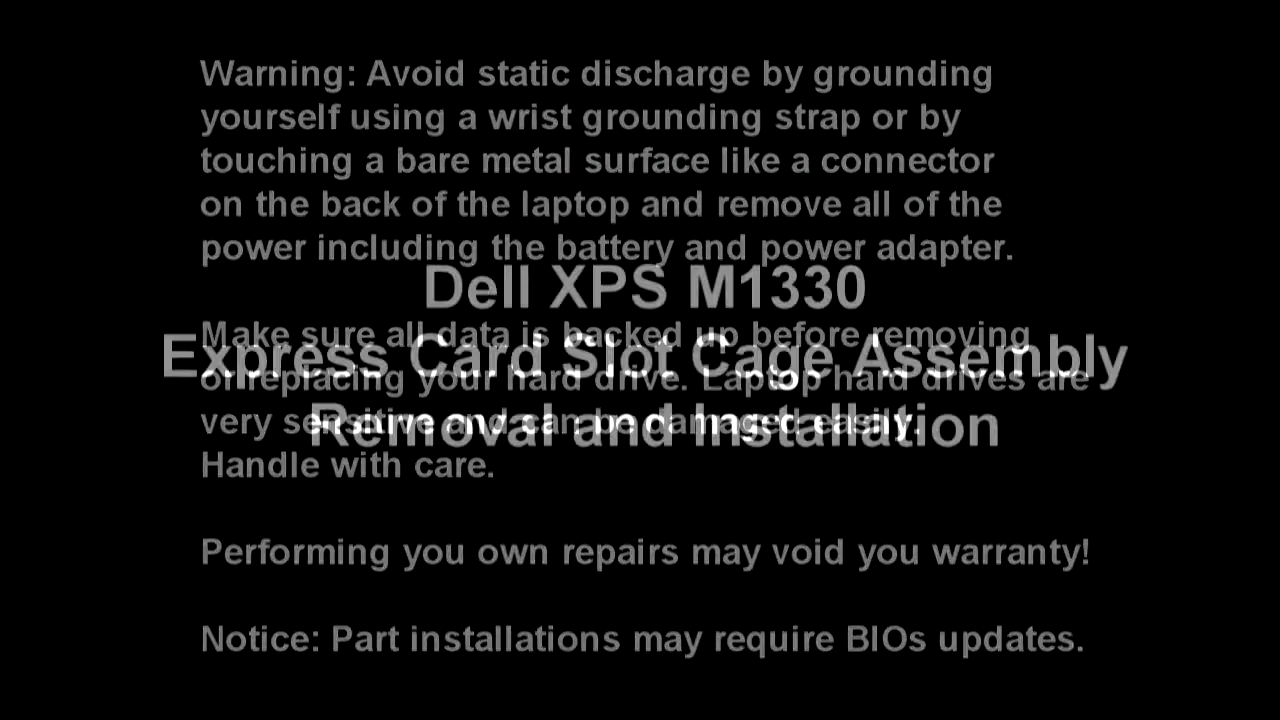 Warning: Avoid static discharge by grounding
yourself using a wrist grounding strap or by
touching a bare metal surface like a connector
on the back of the laptop and remove all of the
power including the battery and power adapter.
Dell XPS M1330
Make sure all data is backed up before removing
Express Card Slot Cage Assembly
or replacing your hard drive. Laptop hard drives are
very sensitive and can be damaged easily.
Removal and Installation
Handle with care.
Performing you own repairs may void you warranty!
Notice: Part installations may require BIOs updates.